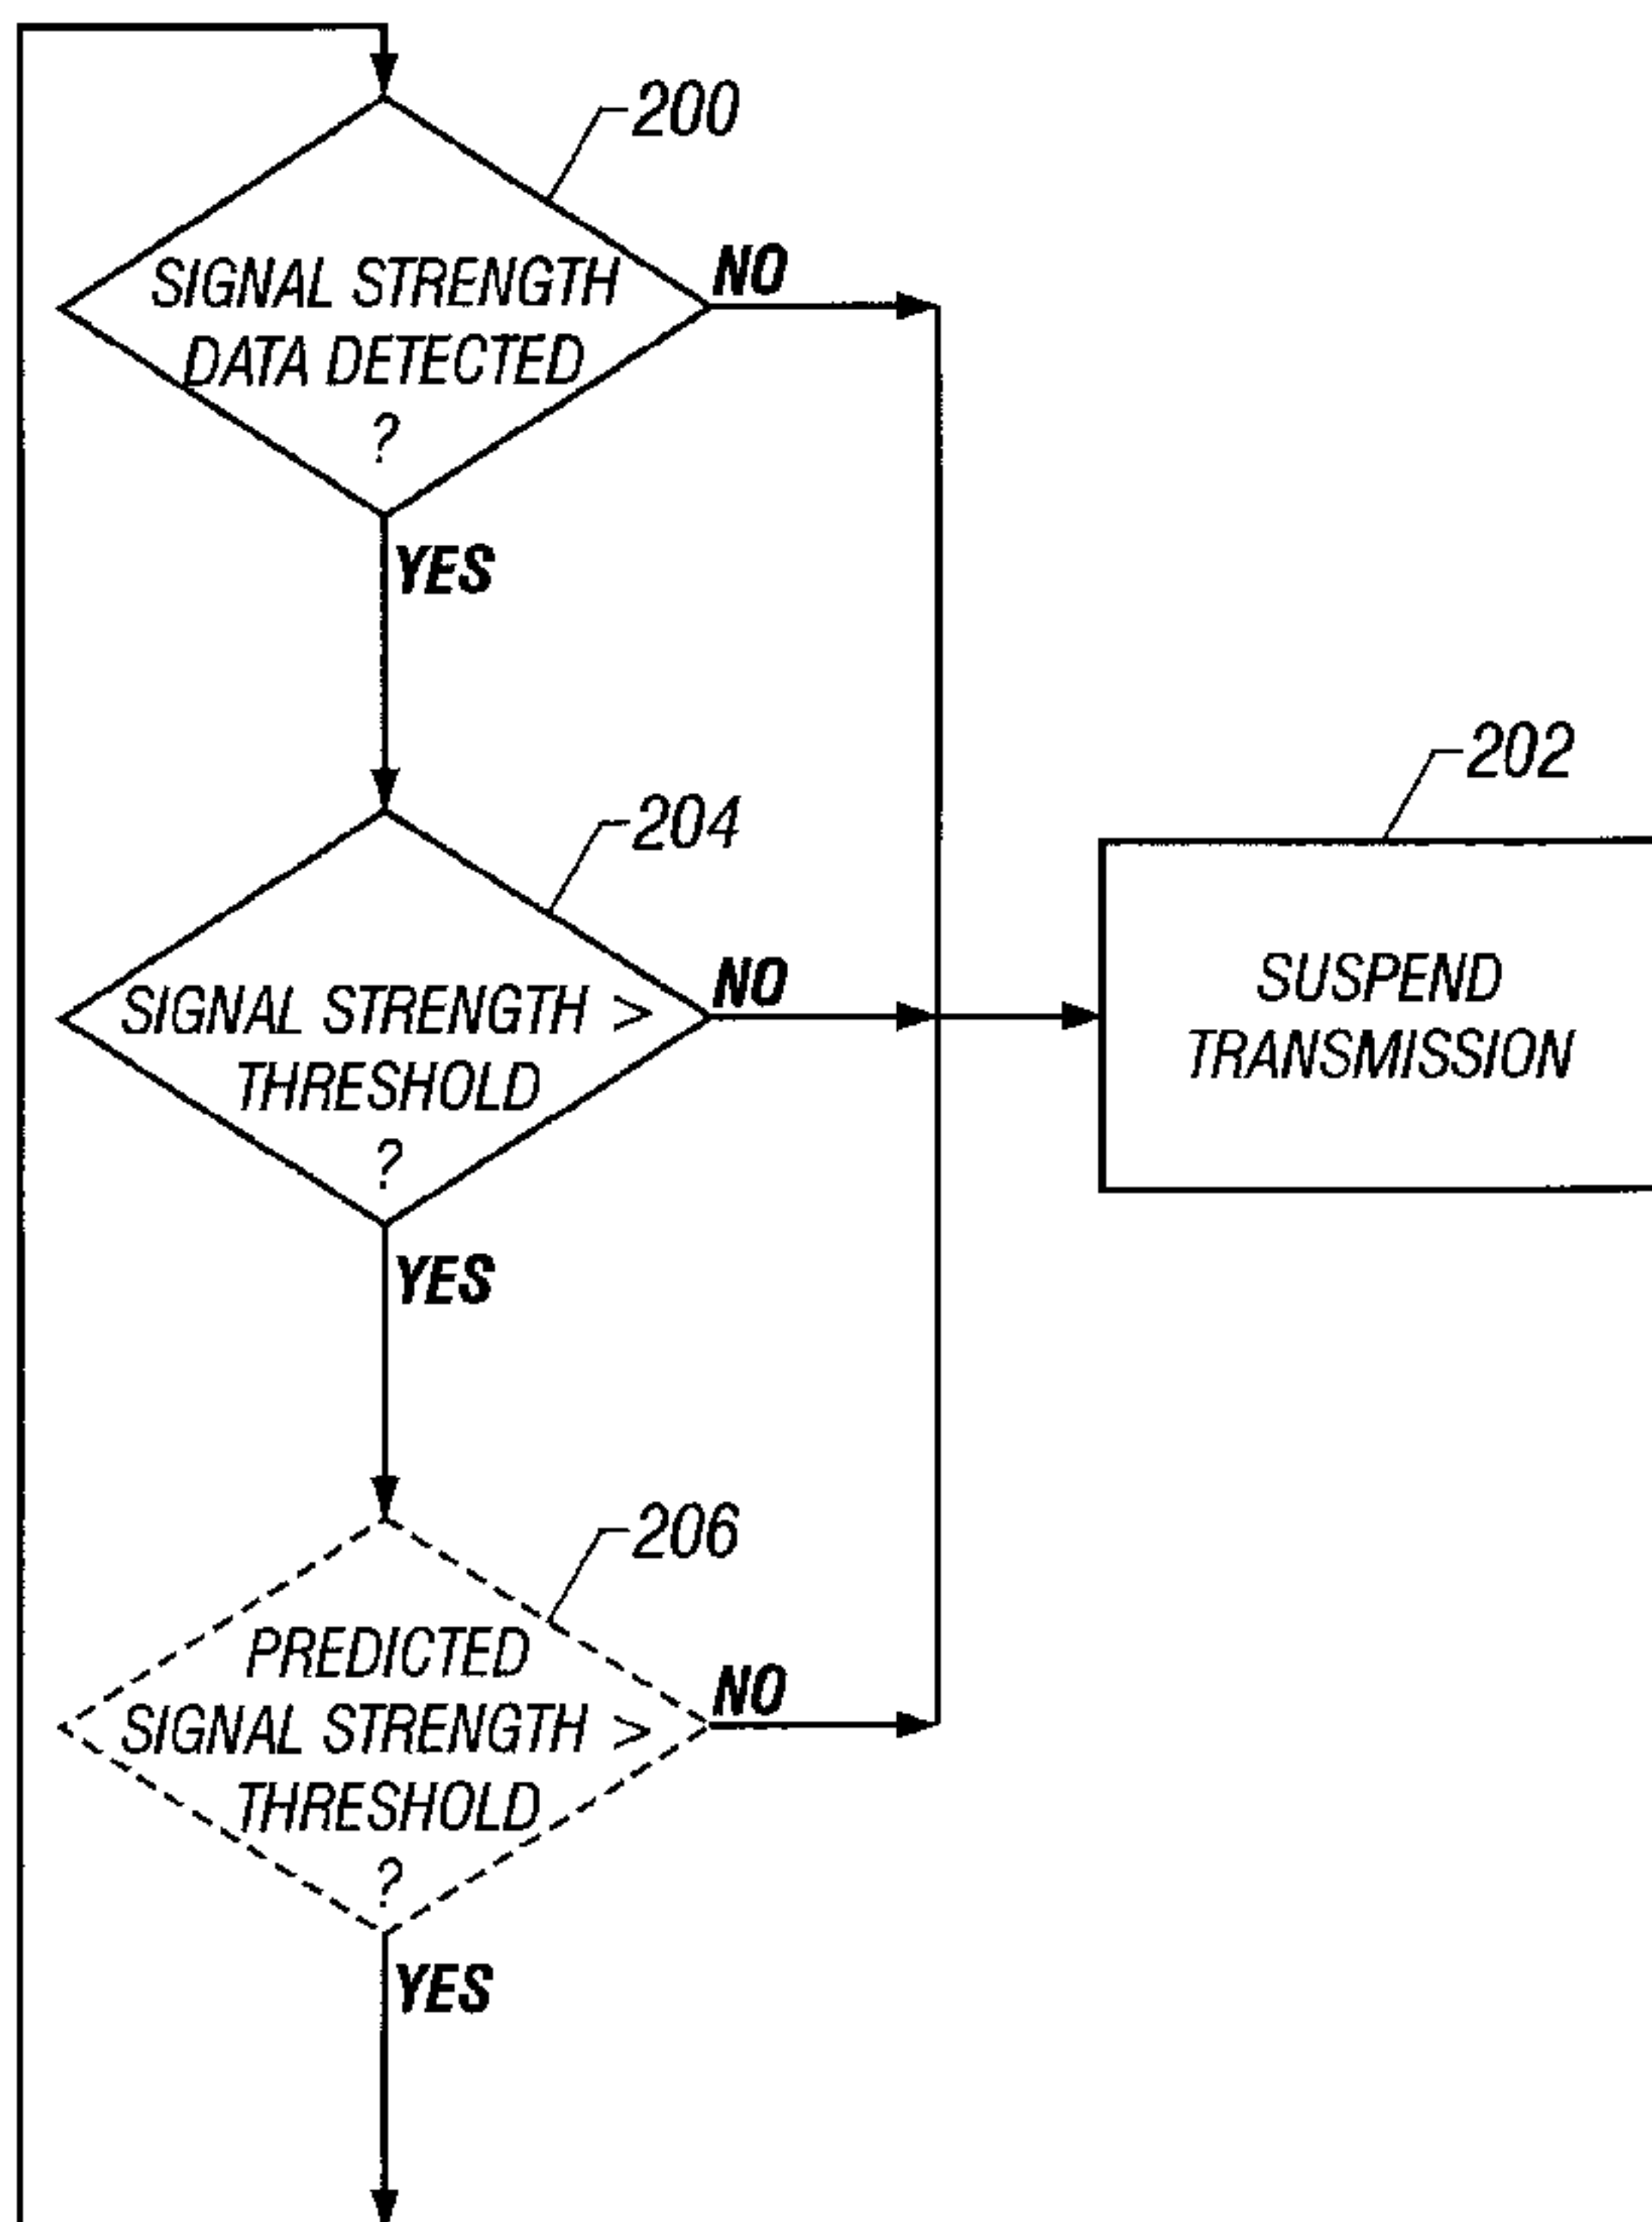 200
SIGNAL STRENGTH
DATA DETECTED
?
NO
YES
204
SIGNAL STRENGTH >
THRESHOLD
?
NO
YES
202
SUSPEND
TRANSMISSION
206
PREDICTED
SIGNAL STRENGTH >
THRESHOLD
?
NO
YES